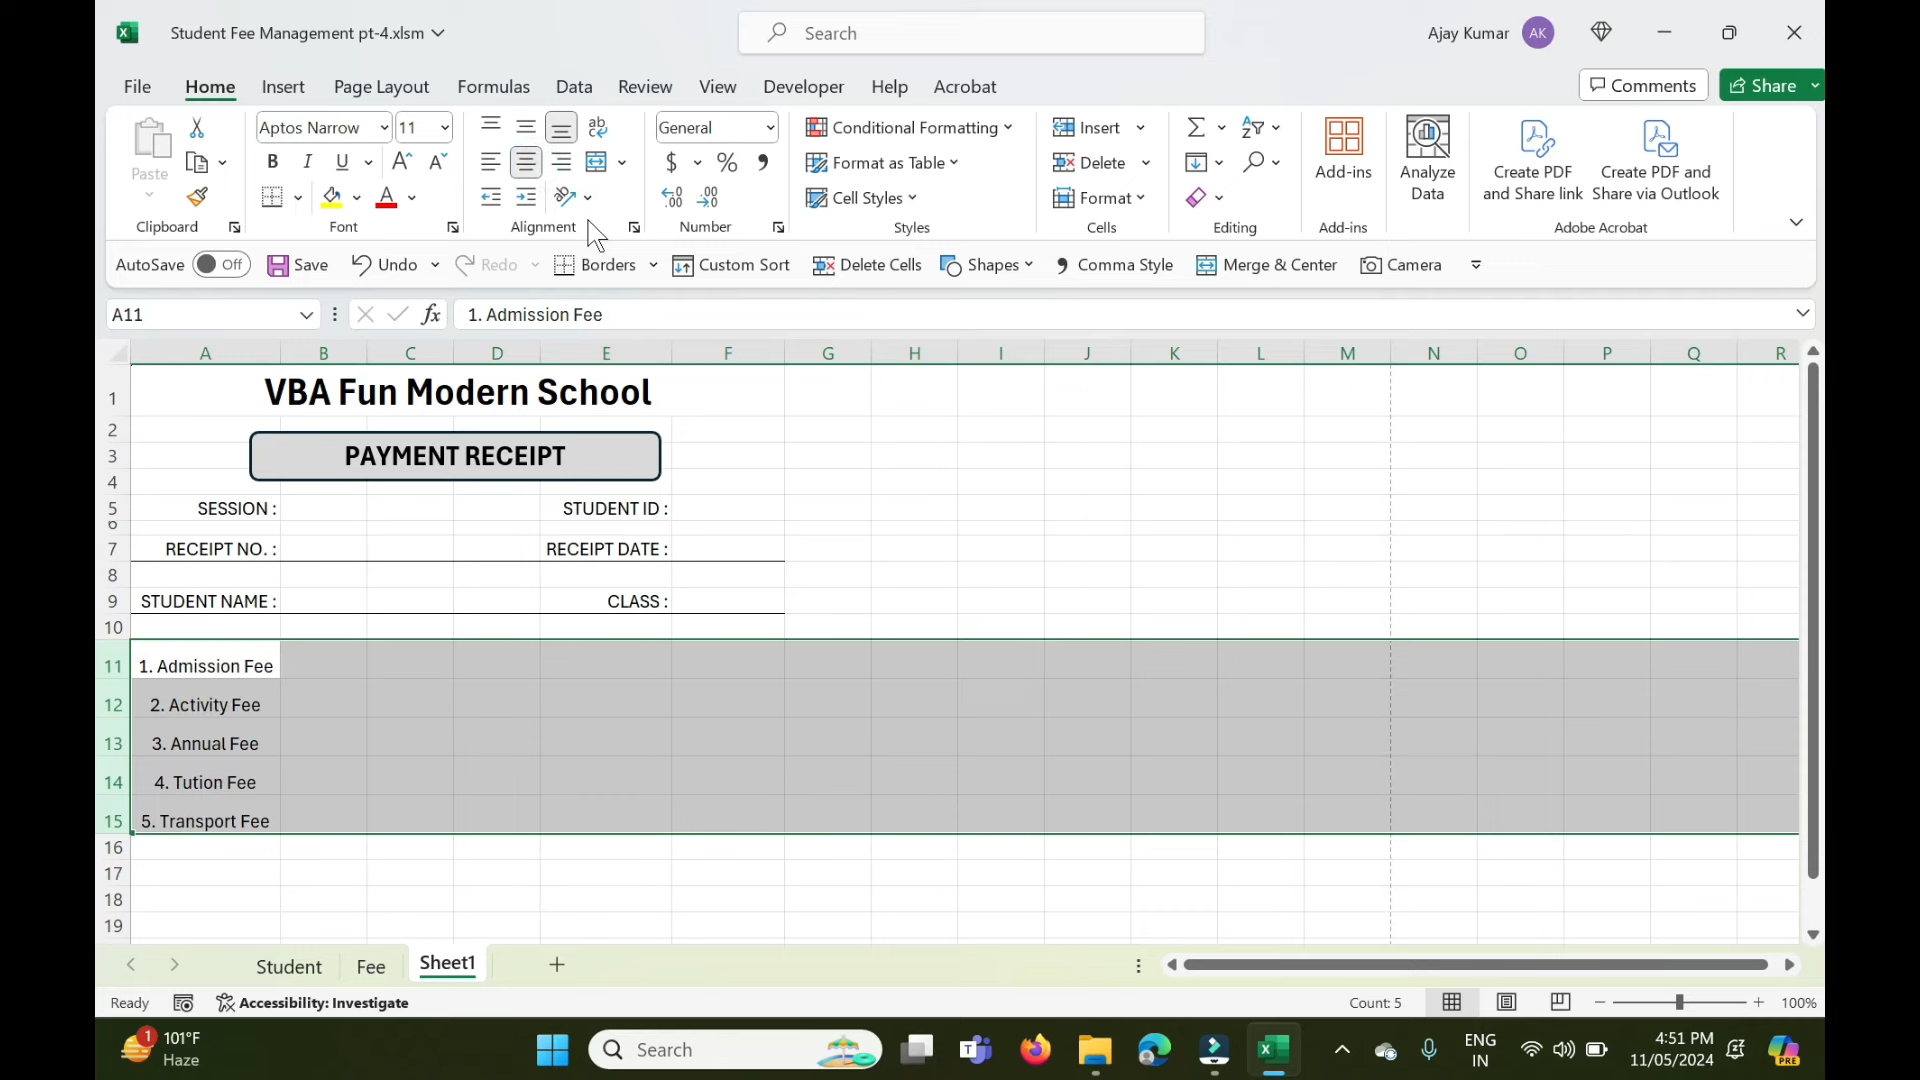 Student Fee Management pt-4.xlsm
Search
Ajay Kumar
AK
File Home Insert Page Layout Formulas Data Review View Developer Help Acrobat
Comments
Share
Paste
Clipboard
Aptos Narrow
11
B I U
A A
A
Font
ab
Alignment
General
$ % 9
Number
Conditional Formatting
Format as Table
Cell Styles
Styles
Insert
Delete
Format
Cells
Editing
Add-ins
Add-ins
Analyze
Data
Create PDF
and Share link
Create PDF and
Share via Outlook
Adobe Acrobat
AutoSave Off Save Undo Redo Borders Custom Sort Delete Cells Shapes Comma Style Merge & Center Camera
A11
fx
1. Admission Fee
A B C D E F G H I J K L M N O P Q R
1 VBA Fun Modern School
2
3 PAYMENT RECEIPT
4
5 SESSION : STUDENT ID :
6
7 RECEIPT NO. : RECEIPT DATE :
8
9 STUDENT NAME : CLASS :
10
11 1. Admission Fee
12 2. Activity Fee
13 3. Annual Fee
14 4. Tution Fee
15 5. Transport Fee
16
17
18
19
Student Fee Sheet1
Ready Accessibility: Investigate Count: 5 100%
1
101°F
Haze
Search
ENG
IN
4:51 PM
11/05/2024
PRE